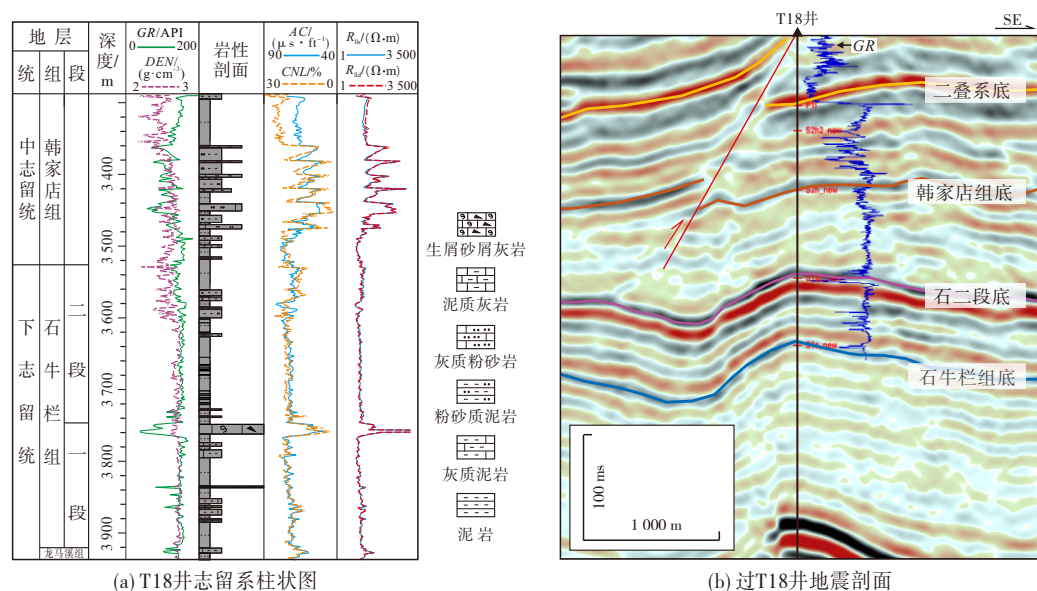 地 层
统
组
段
深度/m
GR/API
0
200
DEN/(g·cm⁻³)
2
3
岩性剖面
AC/(μs·ft⁻¹)
90
40
CNL/%
30
0
1
3 500
1
3 500
中志留统
韩家店组
下志留统
石牛栏组
二段
一段
龙马溪组
3 400
3 500
3 600
3 700
3 800
3 900
生屑砂屑灰岩
泥质灰岩
灰质粉砂岩
粉砂质泥岩
灰质泥岩
泥岩
(a) T18井志留系柱状图
T18井
SE
GR
二叠系底
S2h2_new
S2h_new
韩家店组底
石二段底
石牛栏组底
100 ms
1 000 m
(b) 过T18井地震剖面